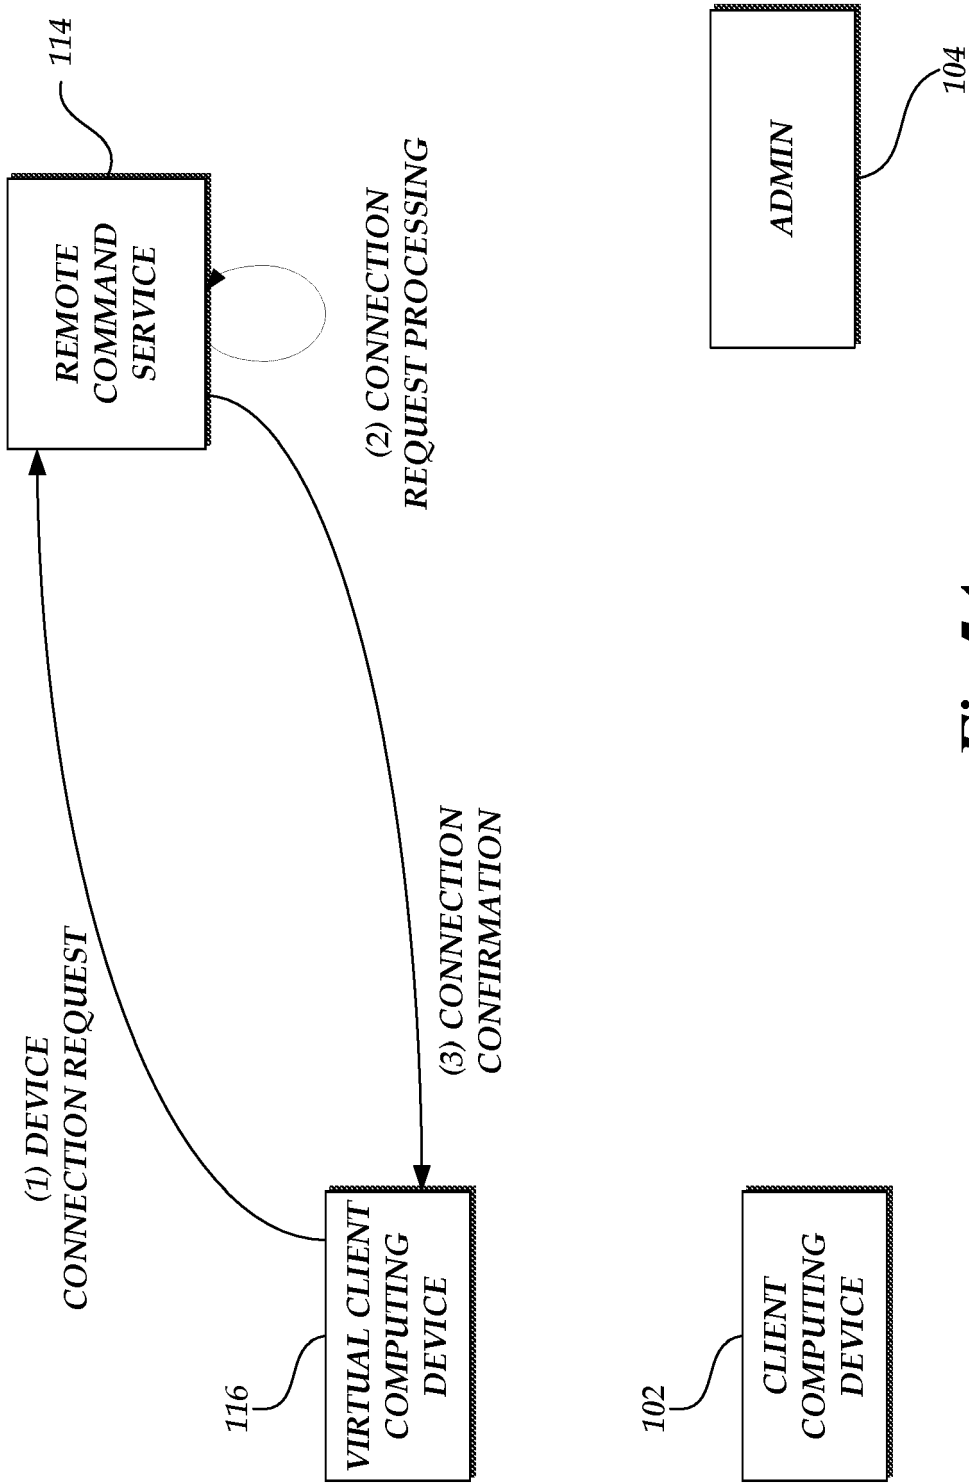 (1) DEVICE
CONNECTION REQUEST
114
REMOTE
COMMAND
SERVICE
116
VIRTUAL CLIENT
COMPUTING
DEVICE
(2) CONNECTION
REQUEST PROCESSING
(3) CONNECTION
CONFIRMATION
102
CLIENT
COMPUTING
DEVICE
ADMIN
104